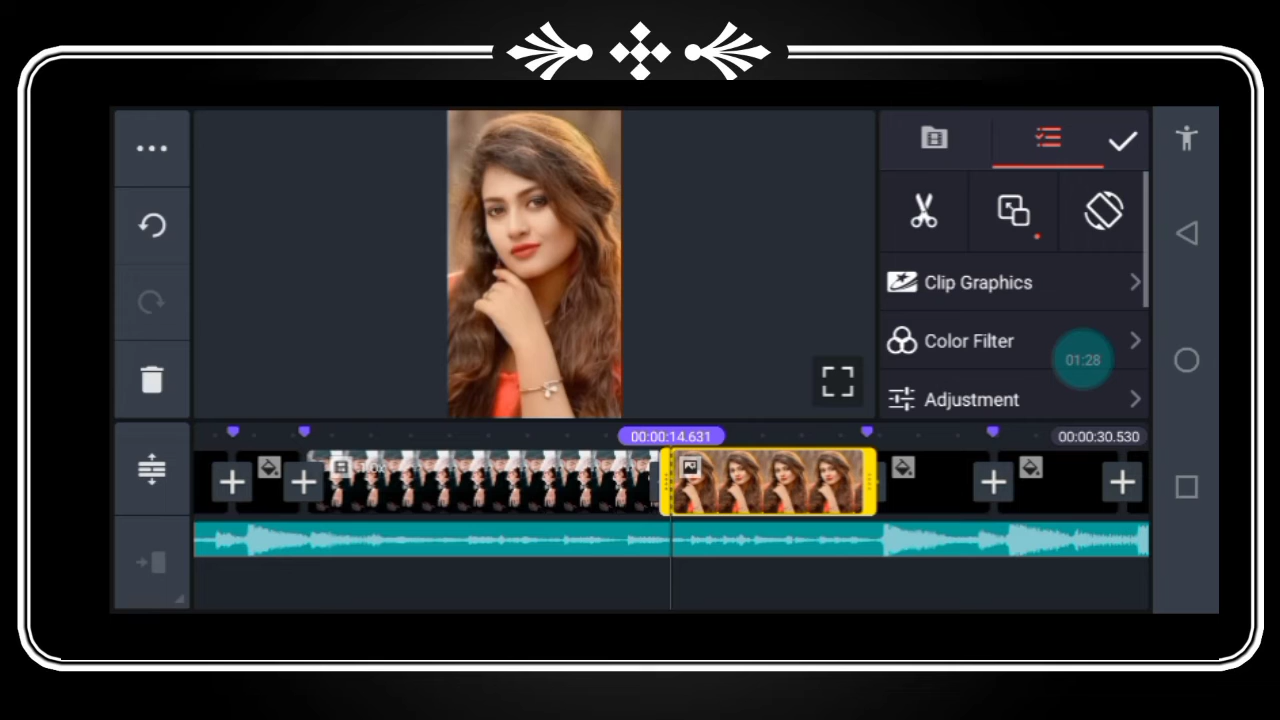 Clip Graphics
Color Filter
01:28
Adjustment
00:00:14.631
00:00:30.530